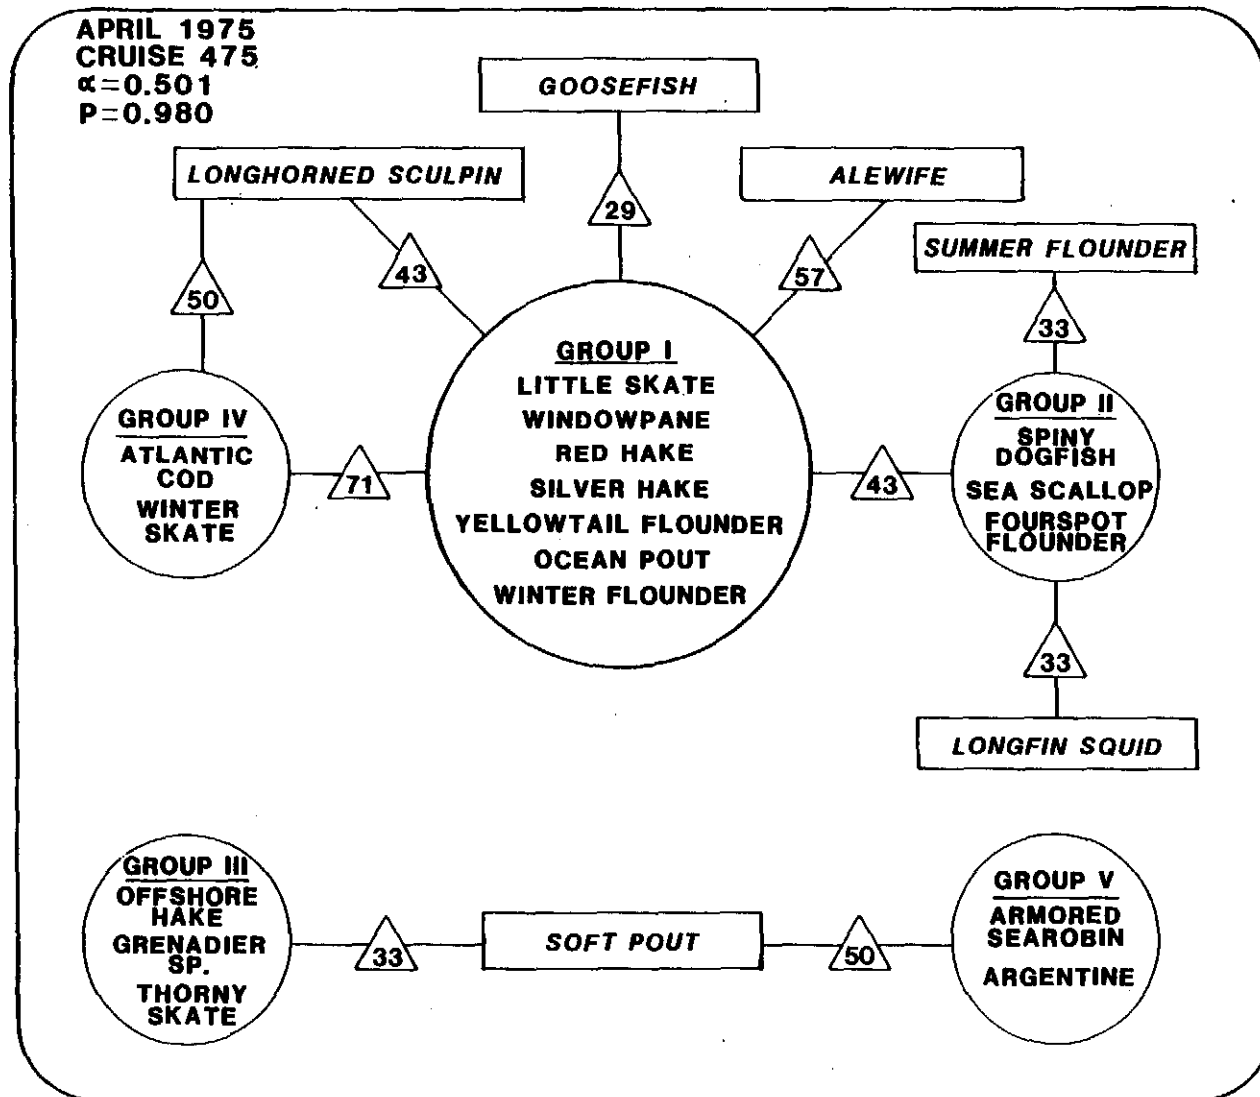 APRIL 1975
CRUISE 475
α=0.501
P=0.980
GOOSEFISH
LONGHORNED SCULPIN
ALEWIFE
29
SUMMER FLOUNDER
43
57
50
33
GROUP I
LITTLE SKATE
WINDOWPANE
RED HAKE
SILVER HAKE
YELLOWTAIL FLOUNDER
OCEAN POUT
WINTER FLOUNDER
GROUP IV
ATLANTIC
COD
WINTER
SKATE
71
43
GROUP II
SPINY
DOGFISH
SEA SCALLOP
FOURSPOT
FLOUNDER
33
LONGFIN SQUID
GROUP III
OFFSHORE
HAKE
GRENADIER
SP.
THORNY
SKATE
33
SOFT POUT
50
GROUP V
ARMORED
SEAROBIN
ARGENTINE